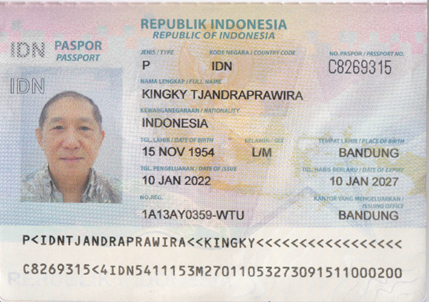 REPUBLIK INDONESIA
REPUBLIC OF INDONESIA
IDN PASPOR
PASSPORT
IDN
JENIS / TYPE KODE NEGARA / COUNTRY CODE NO. PASPOR / PASSPORT NO.
P IDN C8269315
NAMA LENGKAP / FULL NAME
KINGKY TJANDRAPRAWIRA
KEWARGANEGARAAN / NATIONALITY
INDONESIA
TGL. LAHIR / DATE OF BIRTH KELAMIN / SEX TEMPAT LAHIR / PLACE OF BIRTH
15 NOV 1954 L/M BANDUNG
TGL. PENGELUARAN / DATE OF ISSUE TGL. HABIS BERLAKU / DATE OF EXPIRY
10 JAN 2022 10 JAN 2027
NO. REG. KANTOR YANG MENGELUARKAN /
ISSUING OFFICE
1A13AY0359-WTU BANDUNG
P<IDNTJANDRAPRAWIRA<<KINGKY<<<<<<<<<<<<<<<<<
C8269315<4IDN5411153M27011053273091511000200